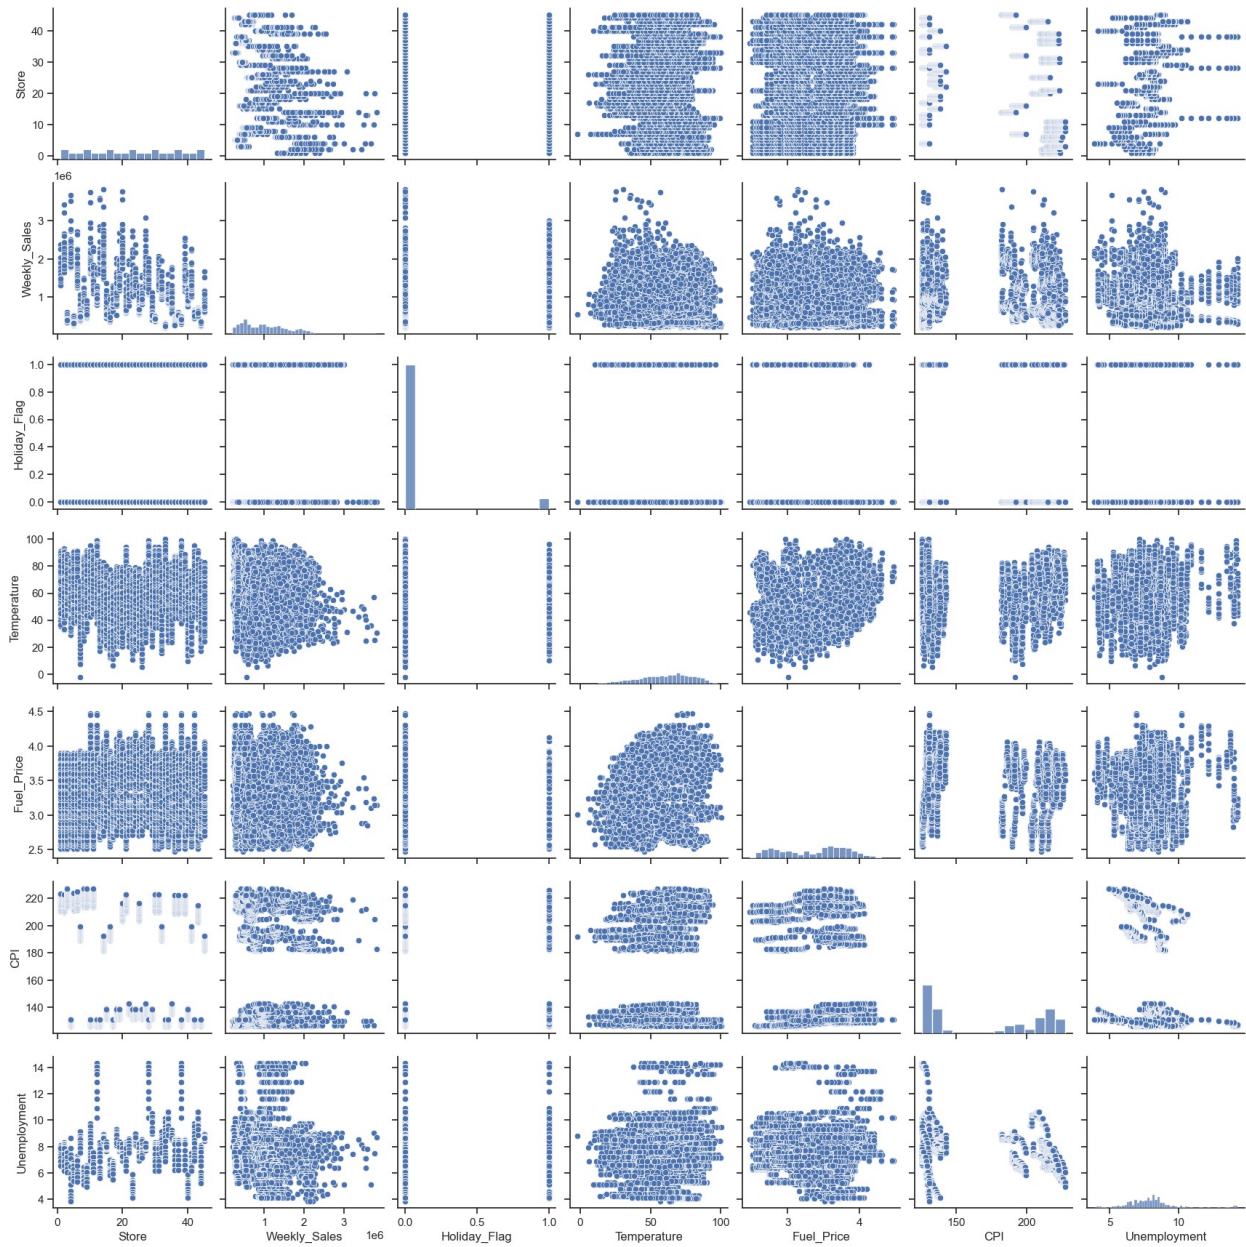 40
30
20
10
0
Store
1e6
3
2
1
Weekly_Sales
1.0
0.8
0.6
0.4
0.2
0.0
Holiday_Flag
100
80
60
40
20
0
Temperature
4.5
4.0
3.5
3.0
2.5
Fuel_Price
220
200
180
160
140
CPI
14
12
10
8
6
4
Unemployment
0 20 40
1 2 3
0.0 0.5 1.0
0 50 100
3 4
150 200
5 10
Store
Weekly_Sales 1e6
Holiday_Flag
Temperature
Fuel_Price
CPI
Unemployment